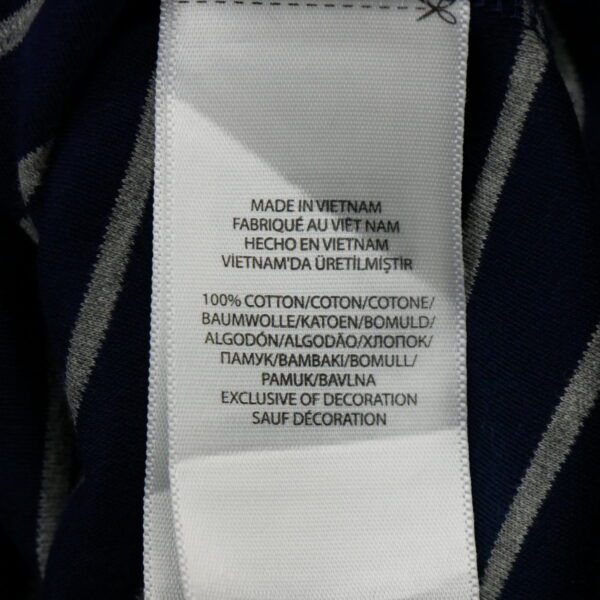 MADE IN VIETNAM
FABRIQUÉ AU VIÊT NAM
HECHO EN VIETNAM
VİETNAM'DA ÜRETİLMİŞTİR
100% COTTON/COTON/COTONE/
BAUMWOLLE/KATOEN/BOMULD/
ALGODÓN/ALGODÃO/ХЛОПОК/
ПАМУК/BAMBAKI/BOMULL/
PAMUK/BAVLNA
EXCLUSIVE OF DECORATION
SAUF DÉCORATION